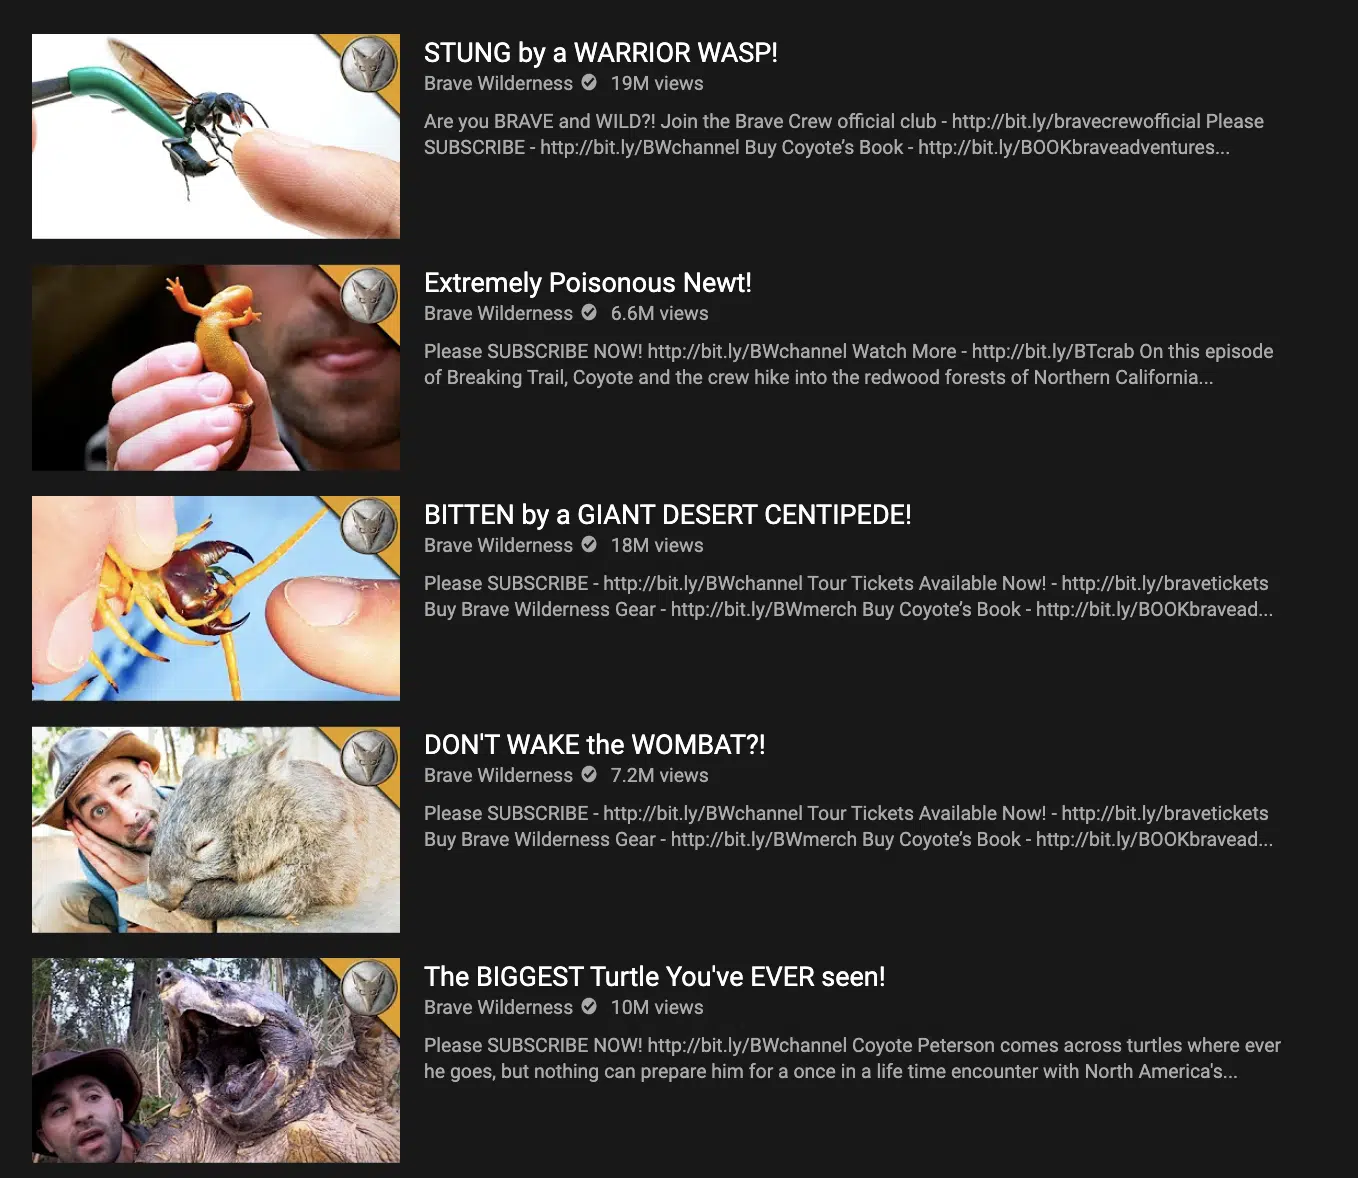 STUNG by a WARRIOR WASP!
Brave Wilderness 19M views
Are you BRAVE and WILD?! Join the Brave Crew official club - http://bit.ly/bravecrewofficial Please
SUBSCRIBE - http://bit.ly/BWchannel Buy Coyote’s Book - http://bit.ly/BOOKbraveadventures...
Extremely Poisonous Newt!
Brave Wilderness 6.6M views
Please SUBSCRIBE NOW! http://bit.ly/BWchannel Watch More - http://bit.ly/BTcrab On this episode
of Breaking Trail, Coyote and the crew hike into the redwood forests of Northern California...
BITTEN by a GIANT DESERT CENTIPEDE!
Brave Wilderness 18M views
Please SUBSCRIBE - http://bit.ly/BWchannel Tour Tickets Available Now! - http://bit.ly/bravetickets
Buy Brave Wilderness Gear - http://bit.ly/BWmerch Buy Coyote’s Book - http://bit.ly/BOOKbravead...
DON'T WAKE the WOMBAT?!
Brave Wilderness 7.2M views
Please SUBSCRIBE - http://bit.ly/BWchannel Tour Tickets Available Now! - http://bit.ly/bravetickets
Buy Brave Wilderness Gear - http://bit.ly/BWmerch Buy Coyote’s Book - http://bit.ly/BOOKbravead...
The BIGGEST Turtle You've EVER seen!
Brave Wilderness 10M views
Please SUBSCRIBE NOW! http://bit.ly/BWchannel Coyote Peterson comes across turtles where ever
he goes, but nothing can prepare him for a once in a life time encounter with North America's...